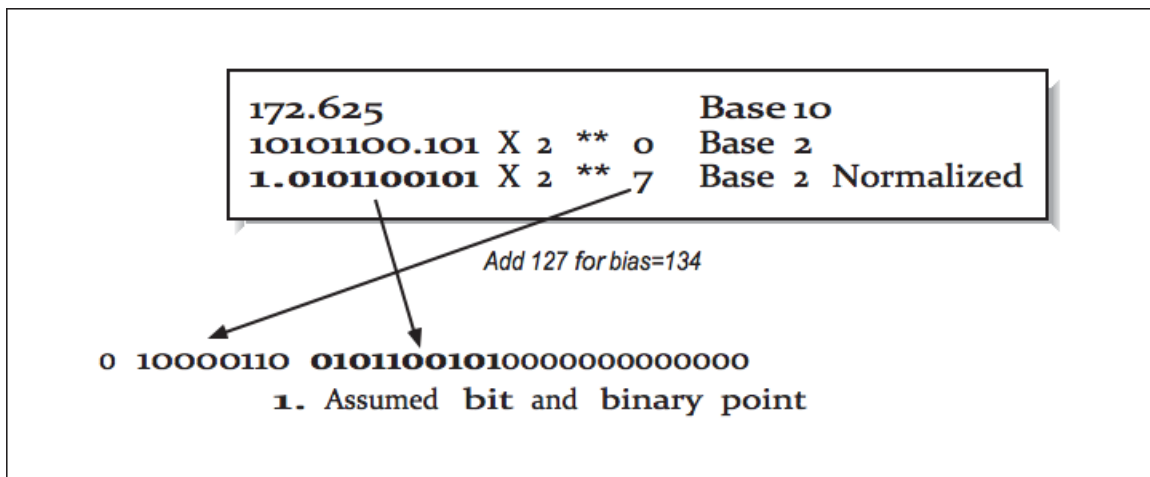 172.625 Base 10
10101100.101 X 2 ** 0 Base 2
1.0101100101 X 2 ** 7 Base 2 Normalized
Add 127 for bias=134
0 10000110 01011001010000000000000
1. Assumed bit and binary point